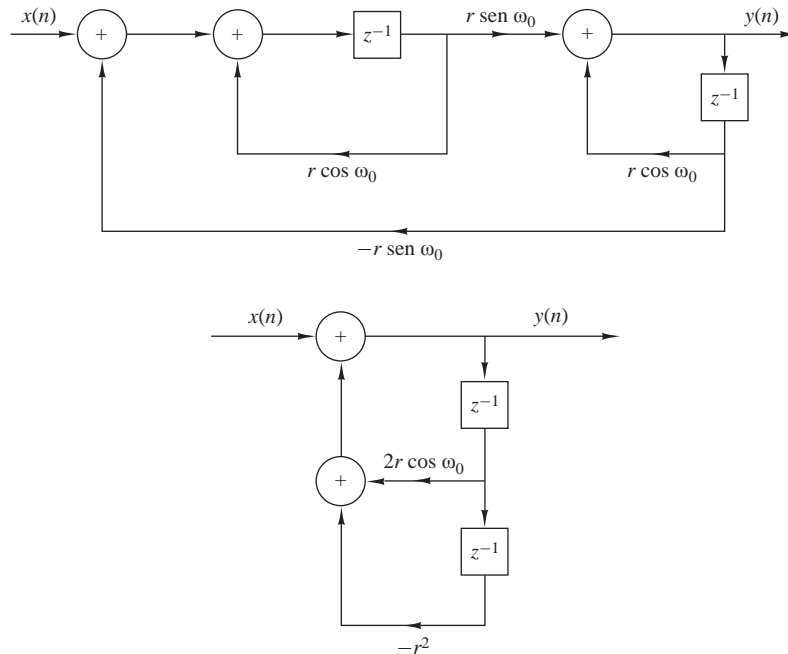 x(n)
+
+
z⁻¹
r sen ω₀
+
y(n)
z⁻¹
r cos ω₀
r cos ω₀
−r sen ω₀
x(n)
+
y(n)
z⁻¹
+
2r cos ω₀
z⁻¹
−r²